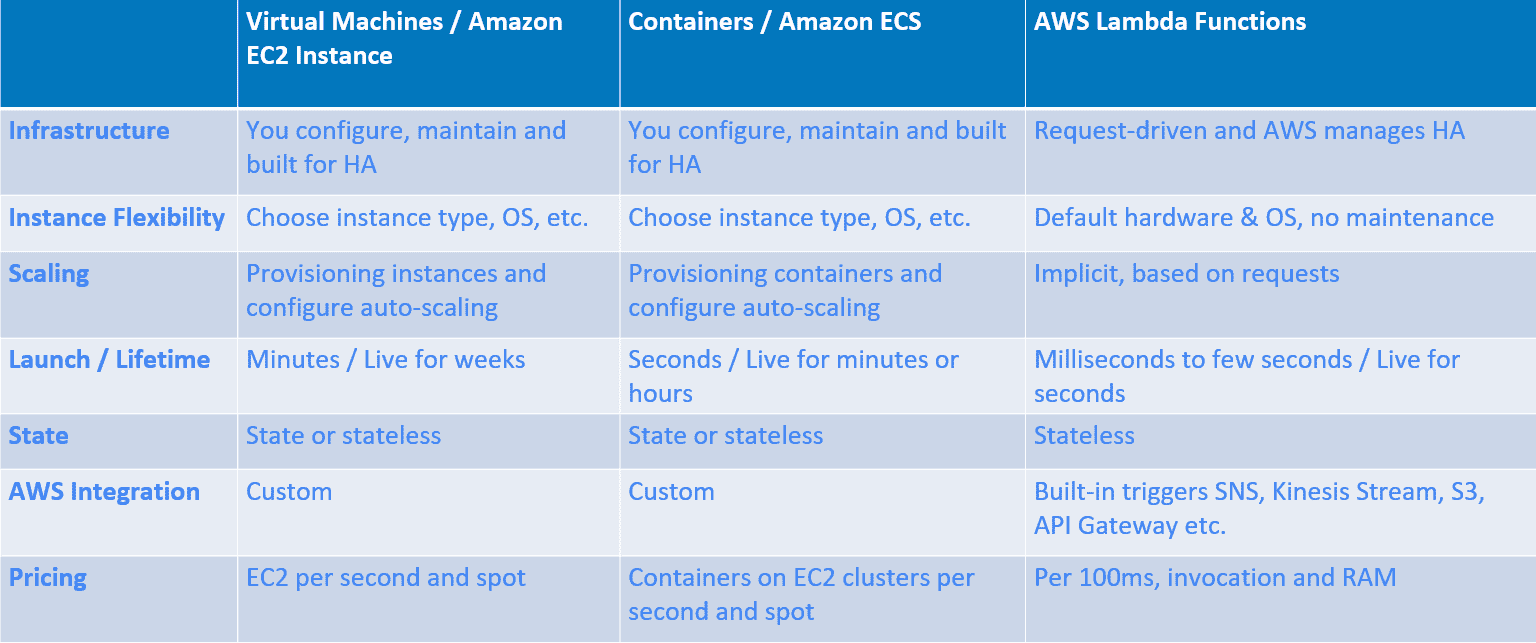 Virtual Machines / Amazon
EC2 Instance
Containers / Amazon ECS
AWS Lambda Functions
Infrastructure
You configure, maintain and
built for HA
You configure, maintain and built
for HA
Request-driven and AWS manages HA
Instance Flexibility
Choose instance type, OS, etc.
Choose instance type, OS, etc.
Default hardware & OS, no maintenance
Scaling
Provisioning instances and
configure auto-scaling
Provisioning containers and
configure auto-scaling
Implicit, based on requests
Launch / Lifetime
Minutes / Live for weeks
Seconds / Live for minutes or
hours
Milliseconds to few seconds / Live for
seconds
State
State or stateless
State or stateless
Stateless
AWS Integration
Custom
Custom
Built-in triggers SNS, Kinesis Stream, S3,
API Gateway etc.
Pricing
EC2 per second and spot
Containers on EC2 clusters per
second and spot
Per 100ms, invocation and RAM